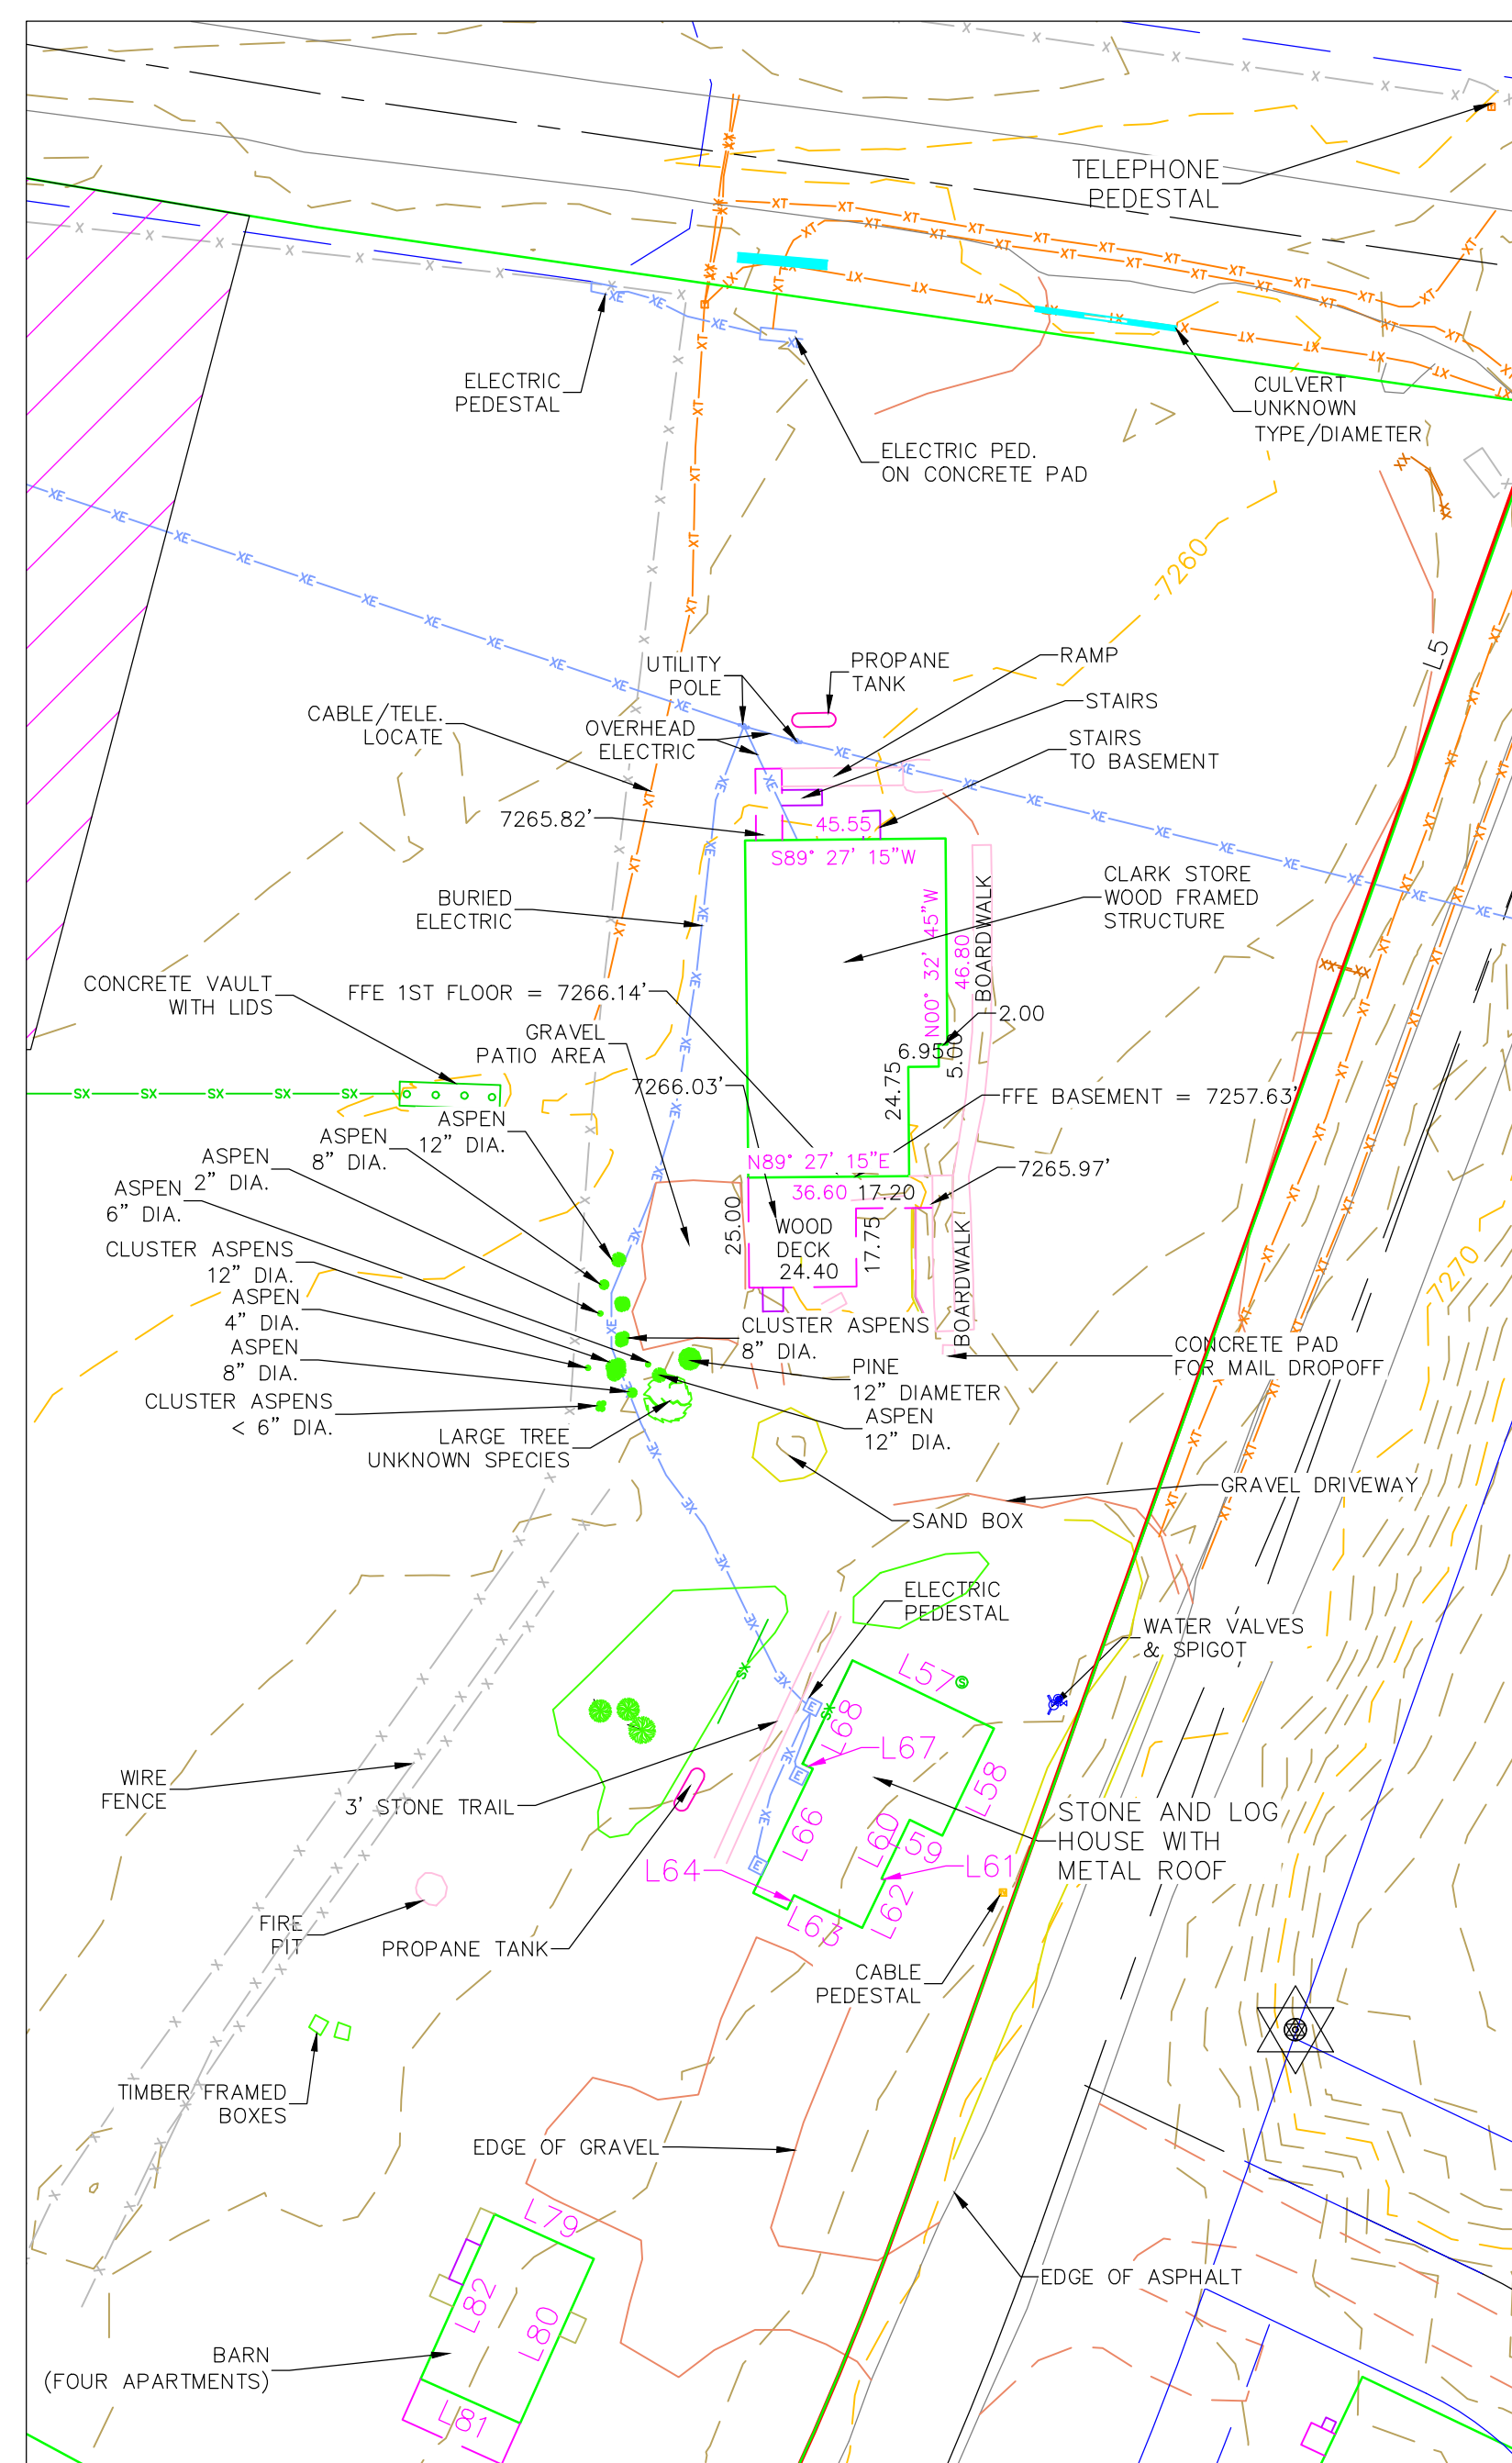 TELEPHONE
PEDESTAL
ELECTRIC
PEDESTAL
CULVERT
UNKNOWN
TYPE/DIAMETER
ELECTRIC PED.
ON CONCRETE PAD
7260
L5
UTILITY
POLE
PROPANE
TANK
RAMP
STAIRS
CABLE/TELE.
LOCATE
OVERHEAD
ELECTRIC
STAIRS
TO BASEMENT
7265.82'
45.55
S89° 27' 15"W
CLARK STORE
WOOD FRAMED
STRUCTURE
BURIED
ELECTRIC
N00° 32' 45"W
46.80
BOARDWALK
CONCRETE VAULT
WITH LIDS
FFE 1ST FLOOR = 7266.14'
2.00
GRAVEL
PATIO AREA
6.95
5.00
24.75
7266.03'
FFE BASEMENT = 7257.63'
ASPEN
12" DIA.
ASPEN
8" DIA.
ASPEN
2" DIA.
N89° 27' 15"E
7265.97'
ASPEN
6" DIA.
36.60
17.20
25.00
WOOD
DECK
24.40
17.75
BOARDWALK
CLUSTER ASPENS
12" DIA.
7270
ASPEN
4" DIA.
CLUSTER ASPENS
8" DIA.
ASPEN
8" DIA.
CONCRETE PAD
FOR MAIL DROPOFF
PINE
12" DIAMETER
CLUSTER ASPENS
< 6" DIA.
ASPEN
12" DIA.
LARGE TREE
UNKNOWN SPECIES
GRAVEL DRIVEWAY
SAND BOX
ELECTRIC
PEDESTAL
WATER VALVES
& SPIGOT
L57
S
L68
L67
L58
WIRE
FENCE
3' STONE TRAIL
STONE AND LOG
HOUSE WITH
METAL ROOF
L66
L60
L59
L64
L61
L62
L63
FIRE
PIT
PROPANE TANK
CABLE
PEDESTAL
TIMBER FRAMED
BOXES
EDGE OF GRAVEL
L79
EDGE OF ASPHALT
L82
L80
BARN
(FOUR APARTMENTS)
L81
X
XT
XE
SX
XX
E